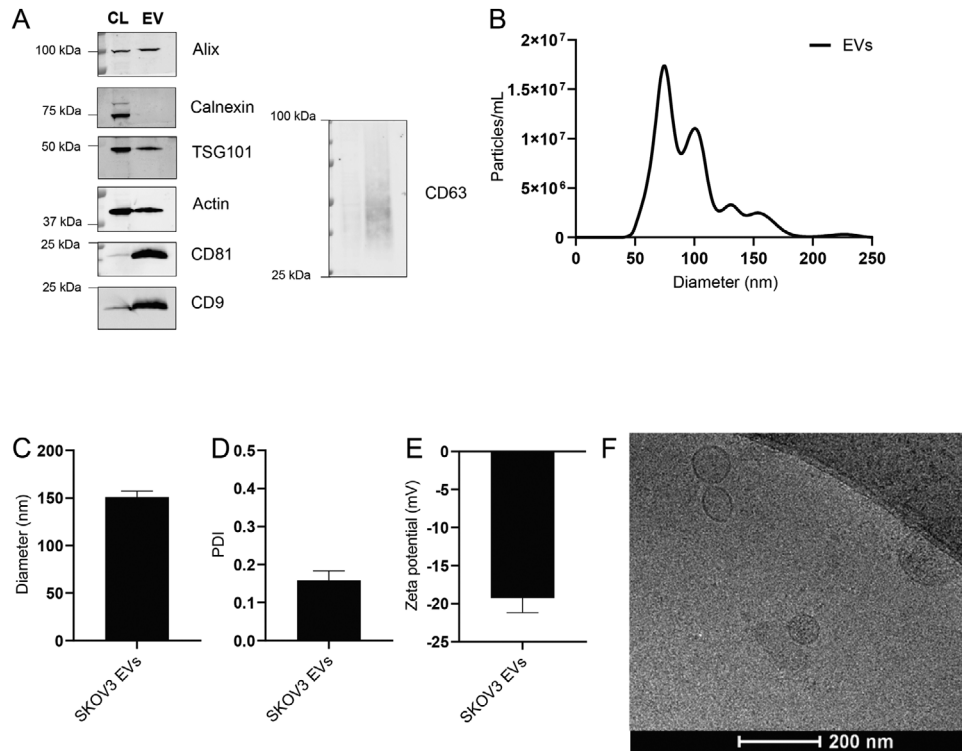 A
CL EV
100 kDa
Alix
75 kDa
Calnexin
50 kDa
TSG101
37 kDa
Actin
25 kDa
CD81
25 kDa
CD9
100 kDa
CD63
25 kDa
B
EVs
Particles/mL
2×10⁷
1.5×10⁷
1×10⁷
5×10⁶
0
0 50 100 150 200 250
Diameter (nm)
C
Diameter (nm)
200
150
100
50
0
SKOV3 EVs
D
PDI
0.5
0.4
0.3
0.2
0.1
0.0
SKOV3 EVs
E
Zeta potential (mV)
0
-5
-10
-15
-20
-25
SKOV3 EVs
F
200 nm